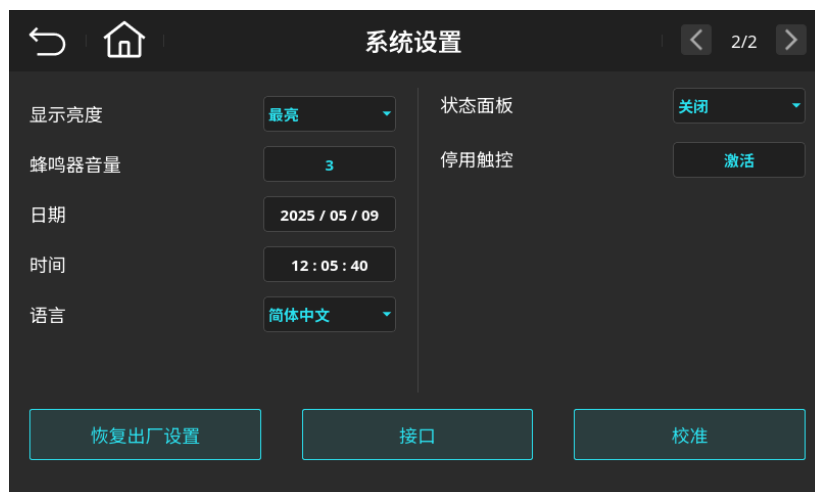 系统设置
2/2
显示亮度
最亮
蜂鸣器音量
3
日期
2025 / 05 / 09
时间
12 : 05 : 40
语言
简体中文
状态面板
关闭
停用触控
激活
恢复出厂设置
接口
校准